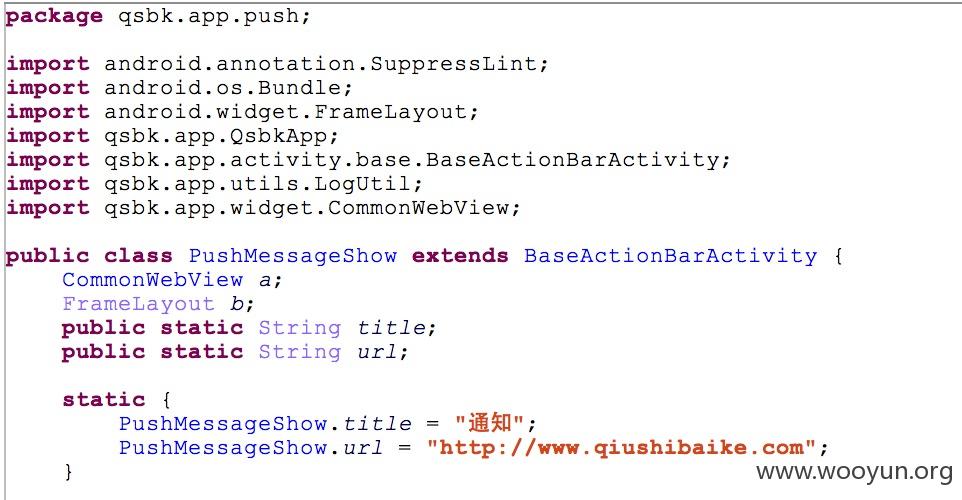 package qsbk.app.push;
import android.annotation.SuppressLint;
import android.os.Bundle;
import android.widget.FrameLayout;
import qsbk.app.QsbkApp;
import qsbk.app.activity.base.BaseActionBarActivity;
import qsbk.app.utils.LogUtil;
import qsbk.app.widget.CommonWebView;
public class PushMessageShow extends BaseActionBarActivity {
    CommonWebView a;
    FrameLayout b;
    public static String title;
    public static String url;
    static {
        PushMessageShow.title = "通知";
        PushMessageShow.url = "http://www.qiushibaike.com";
    }
www.wooyun.org